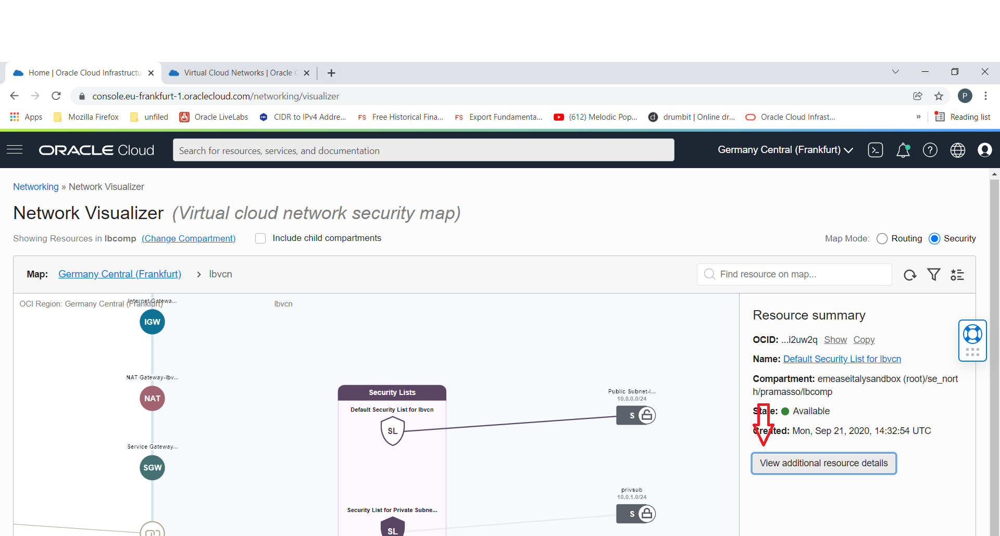 Home | Oracle Cloud Infrastructu
Virtual Cloud Networks | Oracle C
console.eu-frankfurt-1.oraclecloud.com/networking/visualizer
P
Apps
Mozilla Firefox
unfiled
Oracle LiveLabs
CIDR to IPv4 Addre...
FS Free Historical Fina...
FS Export Fundamenta...
(612) Melodic Pop...
d drumbit | Online dr...
Oracle Cloud Infrast...
»
Reading list
ORACLE Cloud
Search for resources, services, and documentation
Germany Central (Frankfurt)
Networking » Network Visualizer
Network Visualizer (Virtual cloud network security map)
Showing Resources in lbcomp (Change Compartment)
Include child compartments
Map Mode: Routing Security
Map: Germany Central (Frankfurt) > lbvcn
Find resource on map...
OCI Region: Germany Central (Frankfurt)
Internet Gatewa...
lbvcn
IGW
NAT Gateway-lbv...
NAT
Service Gateway...
SGW
Security Lists
Default Security List for lbvcn
SL
Security List for Private Subne...
SL
Public Subnet-l...
10.0.0.0/24
S
privsub
10.0.1.0/24
S
Resource summary
OCID: ...i2uw2q Show Copy
Name: Default Security List for lbvcn
Compartment: emeaseitalysandbox (root)/se_nort
h/pramasso/lbcomp
State: Available
Created: Mon, Sep 21, 2020, 14:32:54 UTC
View additional resource details